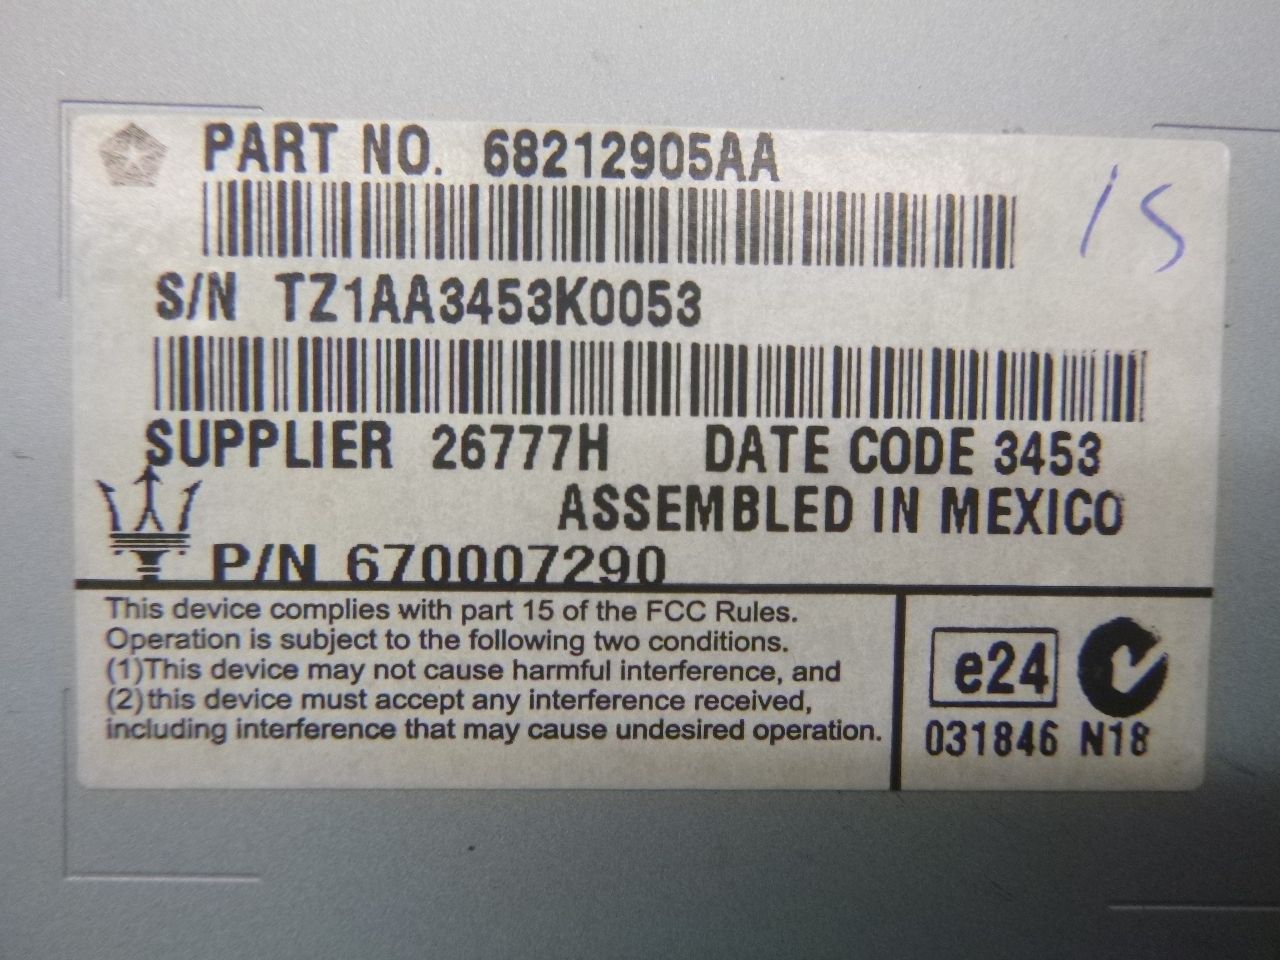 PART NO. 68212905AA
S/N TZ1AA3453K0053
SUPPLIER 26777H DATE CODE 3453
ASSEMBLED IN MEXICO
P/N 670007290
This device complies with part 15 of the FCC Rules.
Operation is subject to the following two conditions.
(1)This device may not cause harmful interference, and
(2)this device must accept any interference received,
including interference that may cause undesired operation.
e24
031846 N18